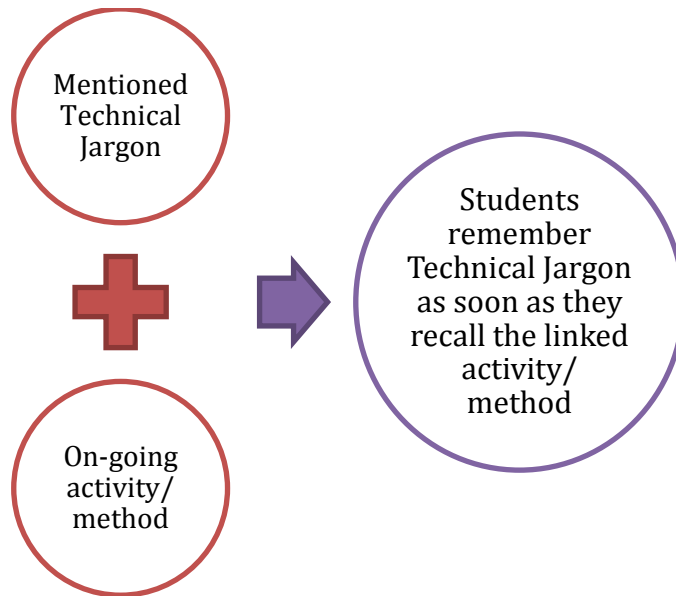 Mentioned
Technical
Jargon
On-going
activity/
method
Students
remember
Technical Jargon
as soon as they
recall the linked
activity/
method